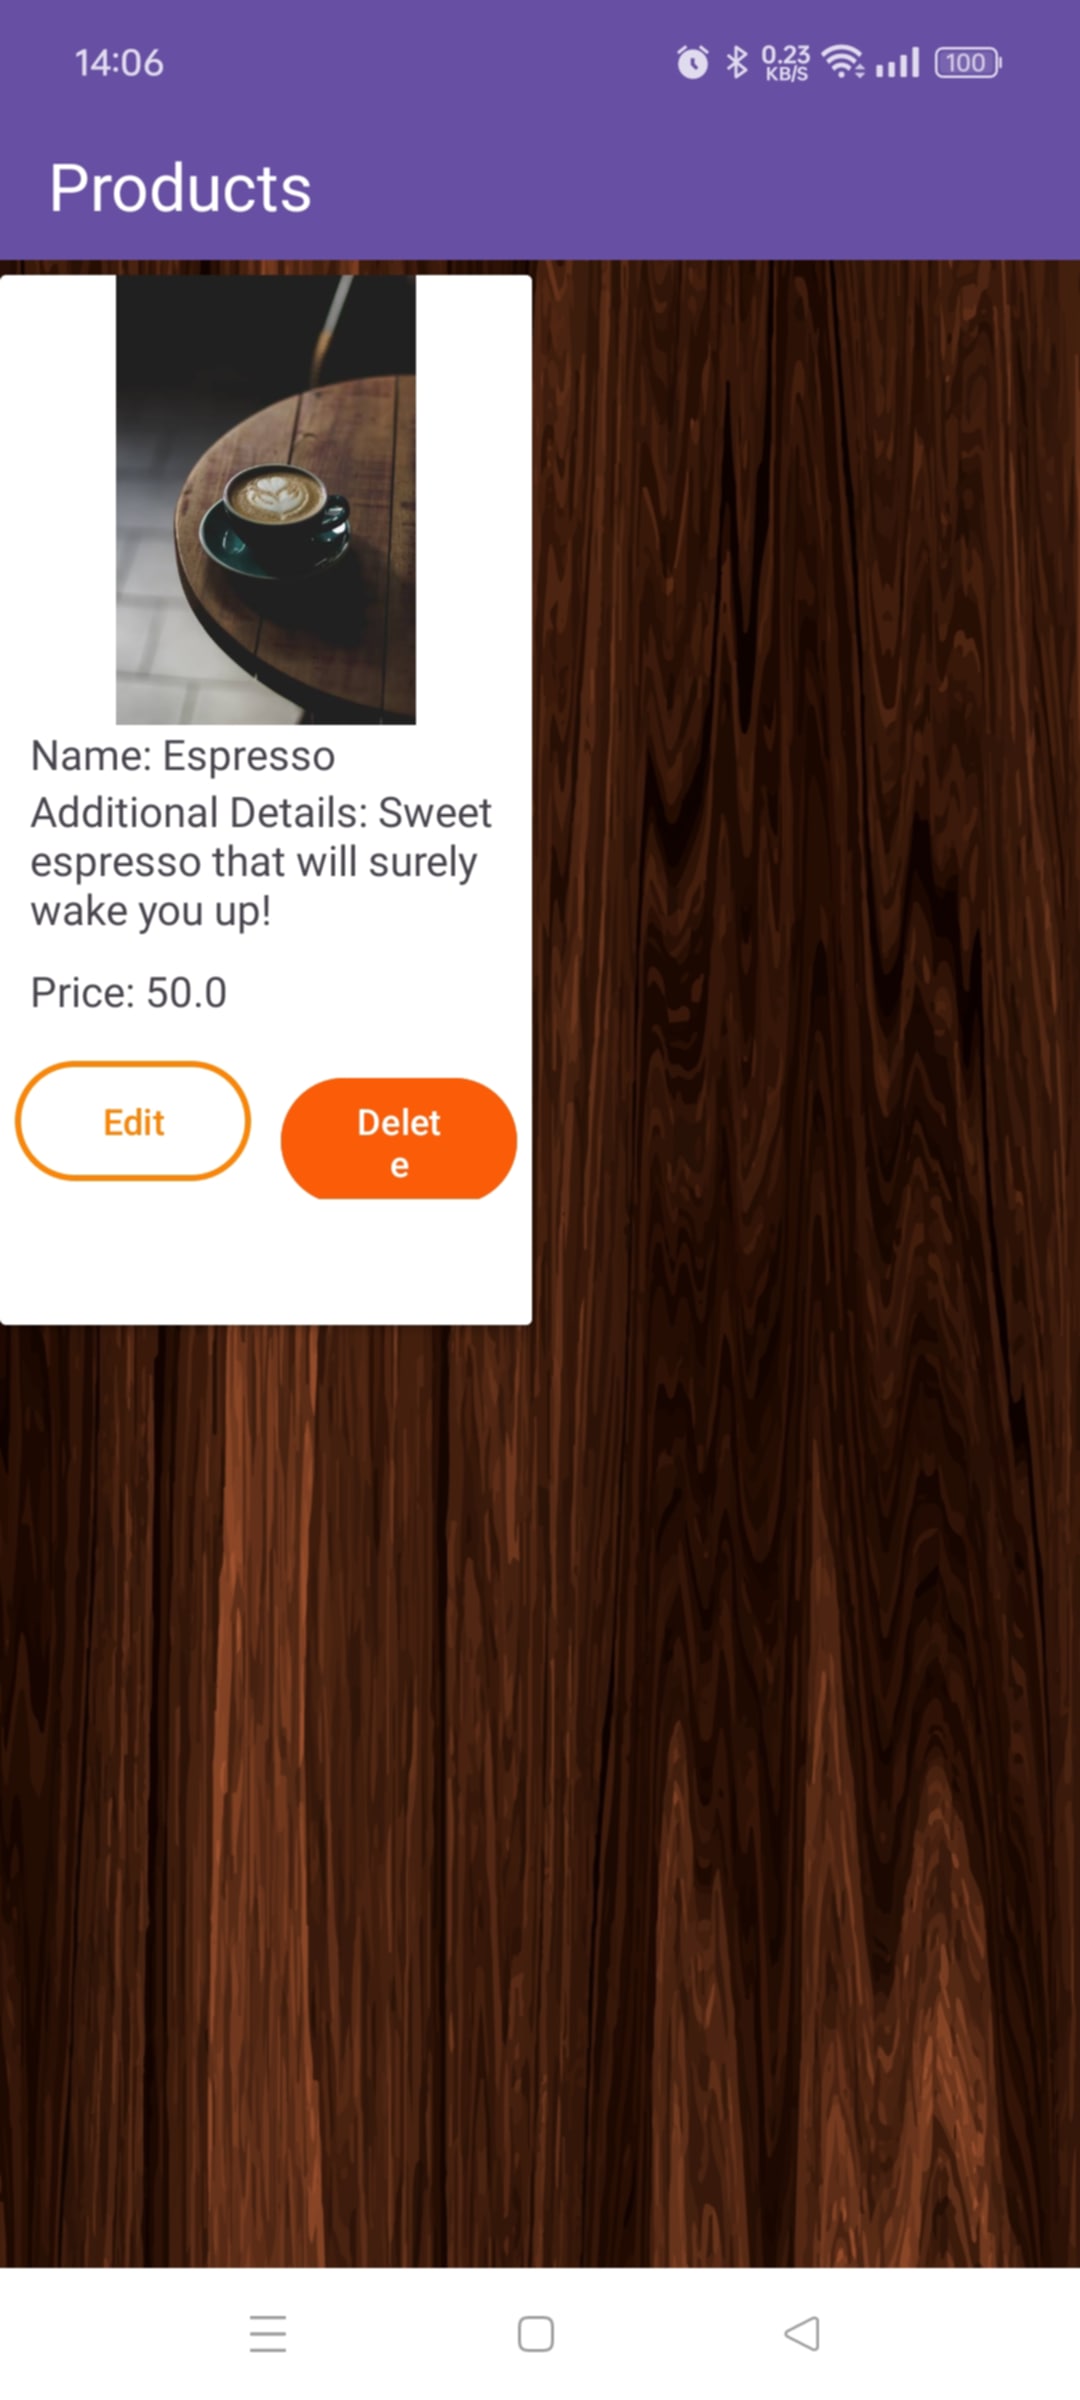 14:06
0.23
KB/S
100
Products
Name: Espresso
Additional Details: Sweet
espresso that will surely
wake you up!
Price: 50.0
Edit
Delet
e